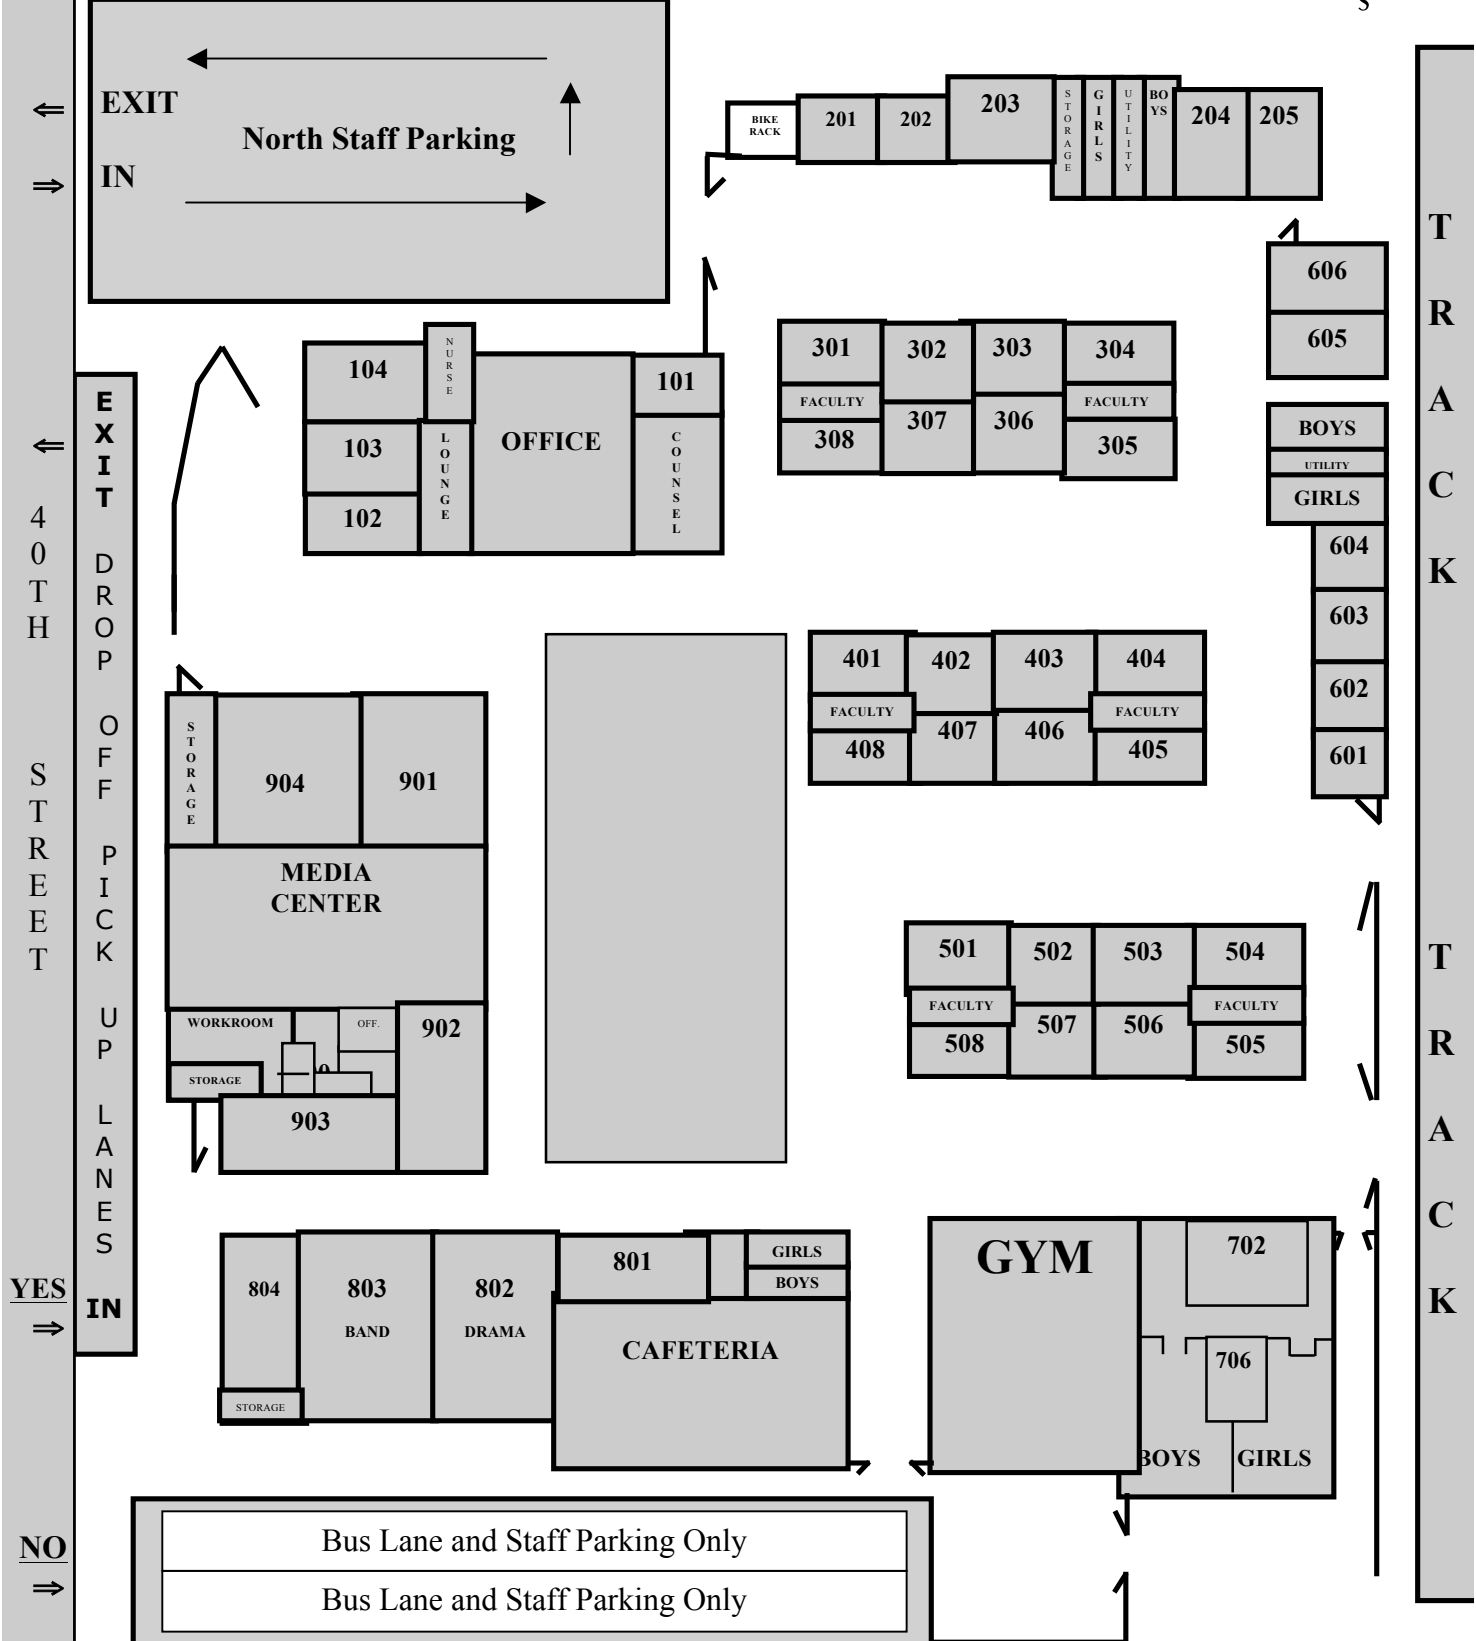 S
EXIT
North Staff Parking
IN
BIKE
RACK
201
202
203
STORAGE
GIRLS
UTILITY
BO
YS
204
205
TRACK
606
605
BOYS
UTILITY
GIRLS
604
603
602
601
104
NURSE
103
LOUNGE
102
OFFICE
101
COUNSEL
301
302
303
304
FACULTY
FACULTY
308
307
306
305
EXIT DROP OFF PICK UP LANES IN
40TH STREET
401
402
403
404
FACULTY
FACULTY
408
407
406
405
STORAGE
904
901
MEDIA
CENTER
WORKROOM
OFF.
902
STORAGE
903
501
502
503
504
FACULTY
FACULTY
508
507
506
505
TRACK
804
STORAGE
803
BAND
802
DRAMA
801
GIRLS
BOYS
CAFETERIA
GYM
702
706
BOYS
GIRLS
YES
NO
Bus Lane and Staff Parking Only
Bus Lane and Staff Parking Only